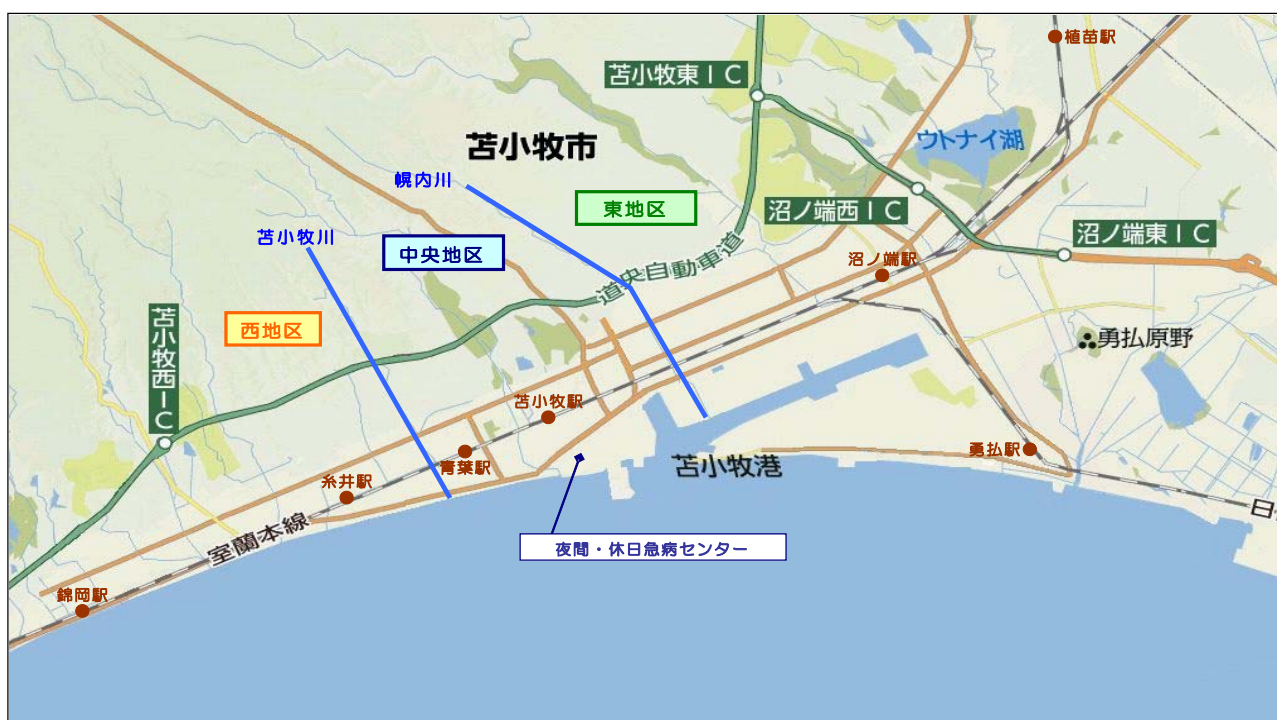 植苗駅
苫小牧東IC
苫小牧市
ウトナイ湖
幌内川
東地区
沼ノ端西IC
苫小牧川
中央地区
沼ノ端東IC
沼ノ端駅
道央自動車道
西地区
苫小牧西IC
勇払原野
苫小牧駅
青葉駅
勇払駅
苫小牧港
糸井駅
日
室蘭本線
夜間・休日急病センター
錦岡駅